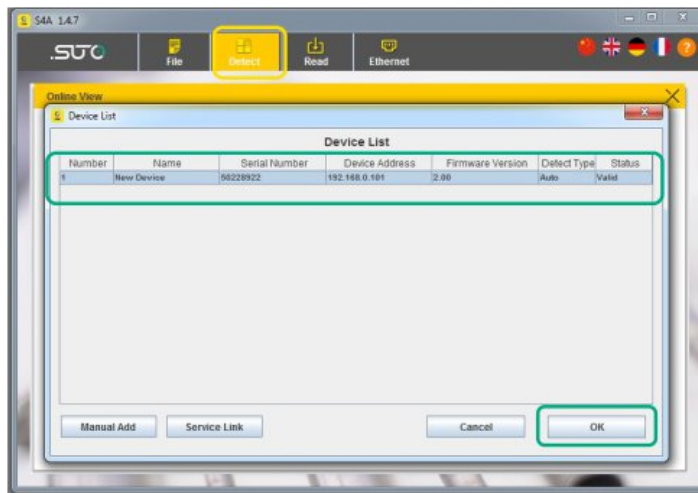 S4A 1.4.7
SUTO
File
Detect
Read
Ethernet
?
Online View
Device List
Device List
Number Name Serial Number Device Address Firmware Version Detect Type Status
1 New Device 50228922 192.168.0.101 2.00 Auto Valid
Manual Add Service Link Cancel OK